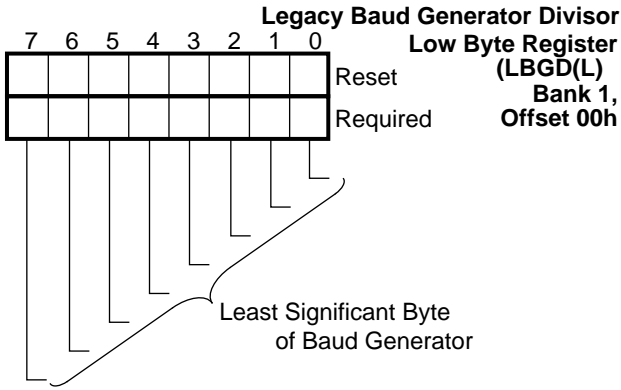 Legacy Baud Generator Divisor
7 6 5 4 3 2 1 0
Low Byte Register
(LBGD(L)
Reset
Bank 1,
Required
Offset 00h
Least Significant Byte
of Baud Generator